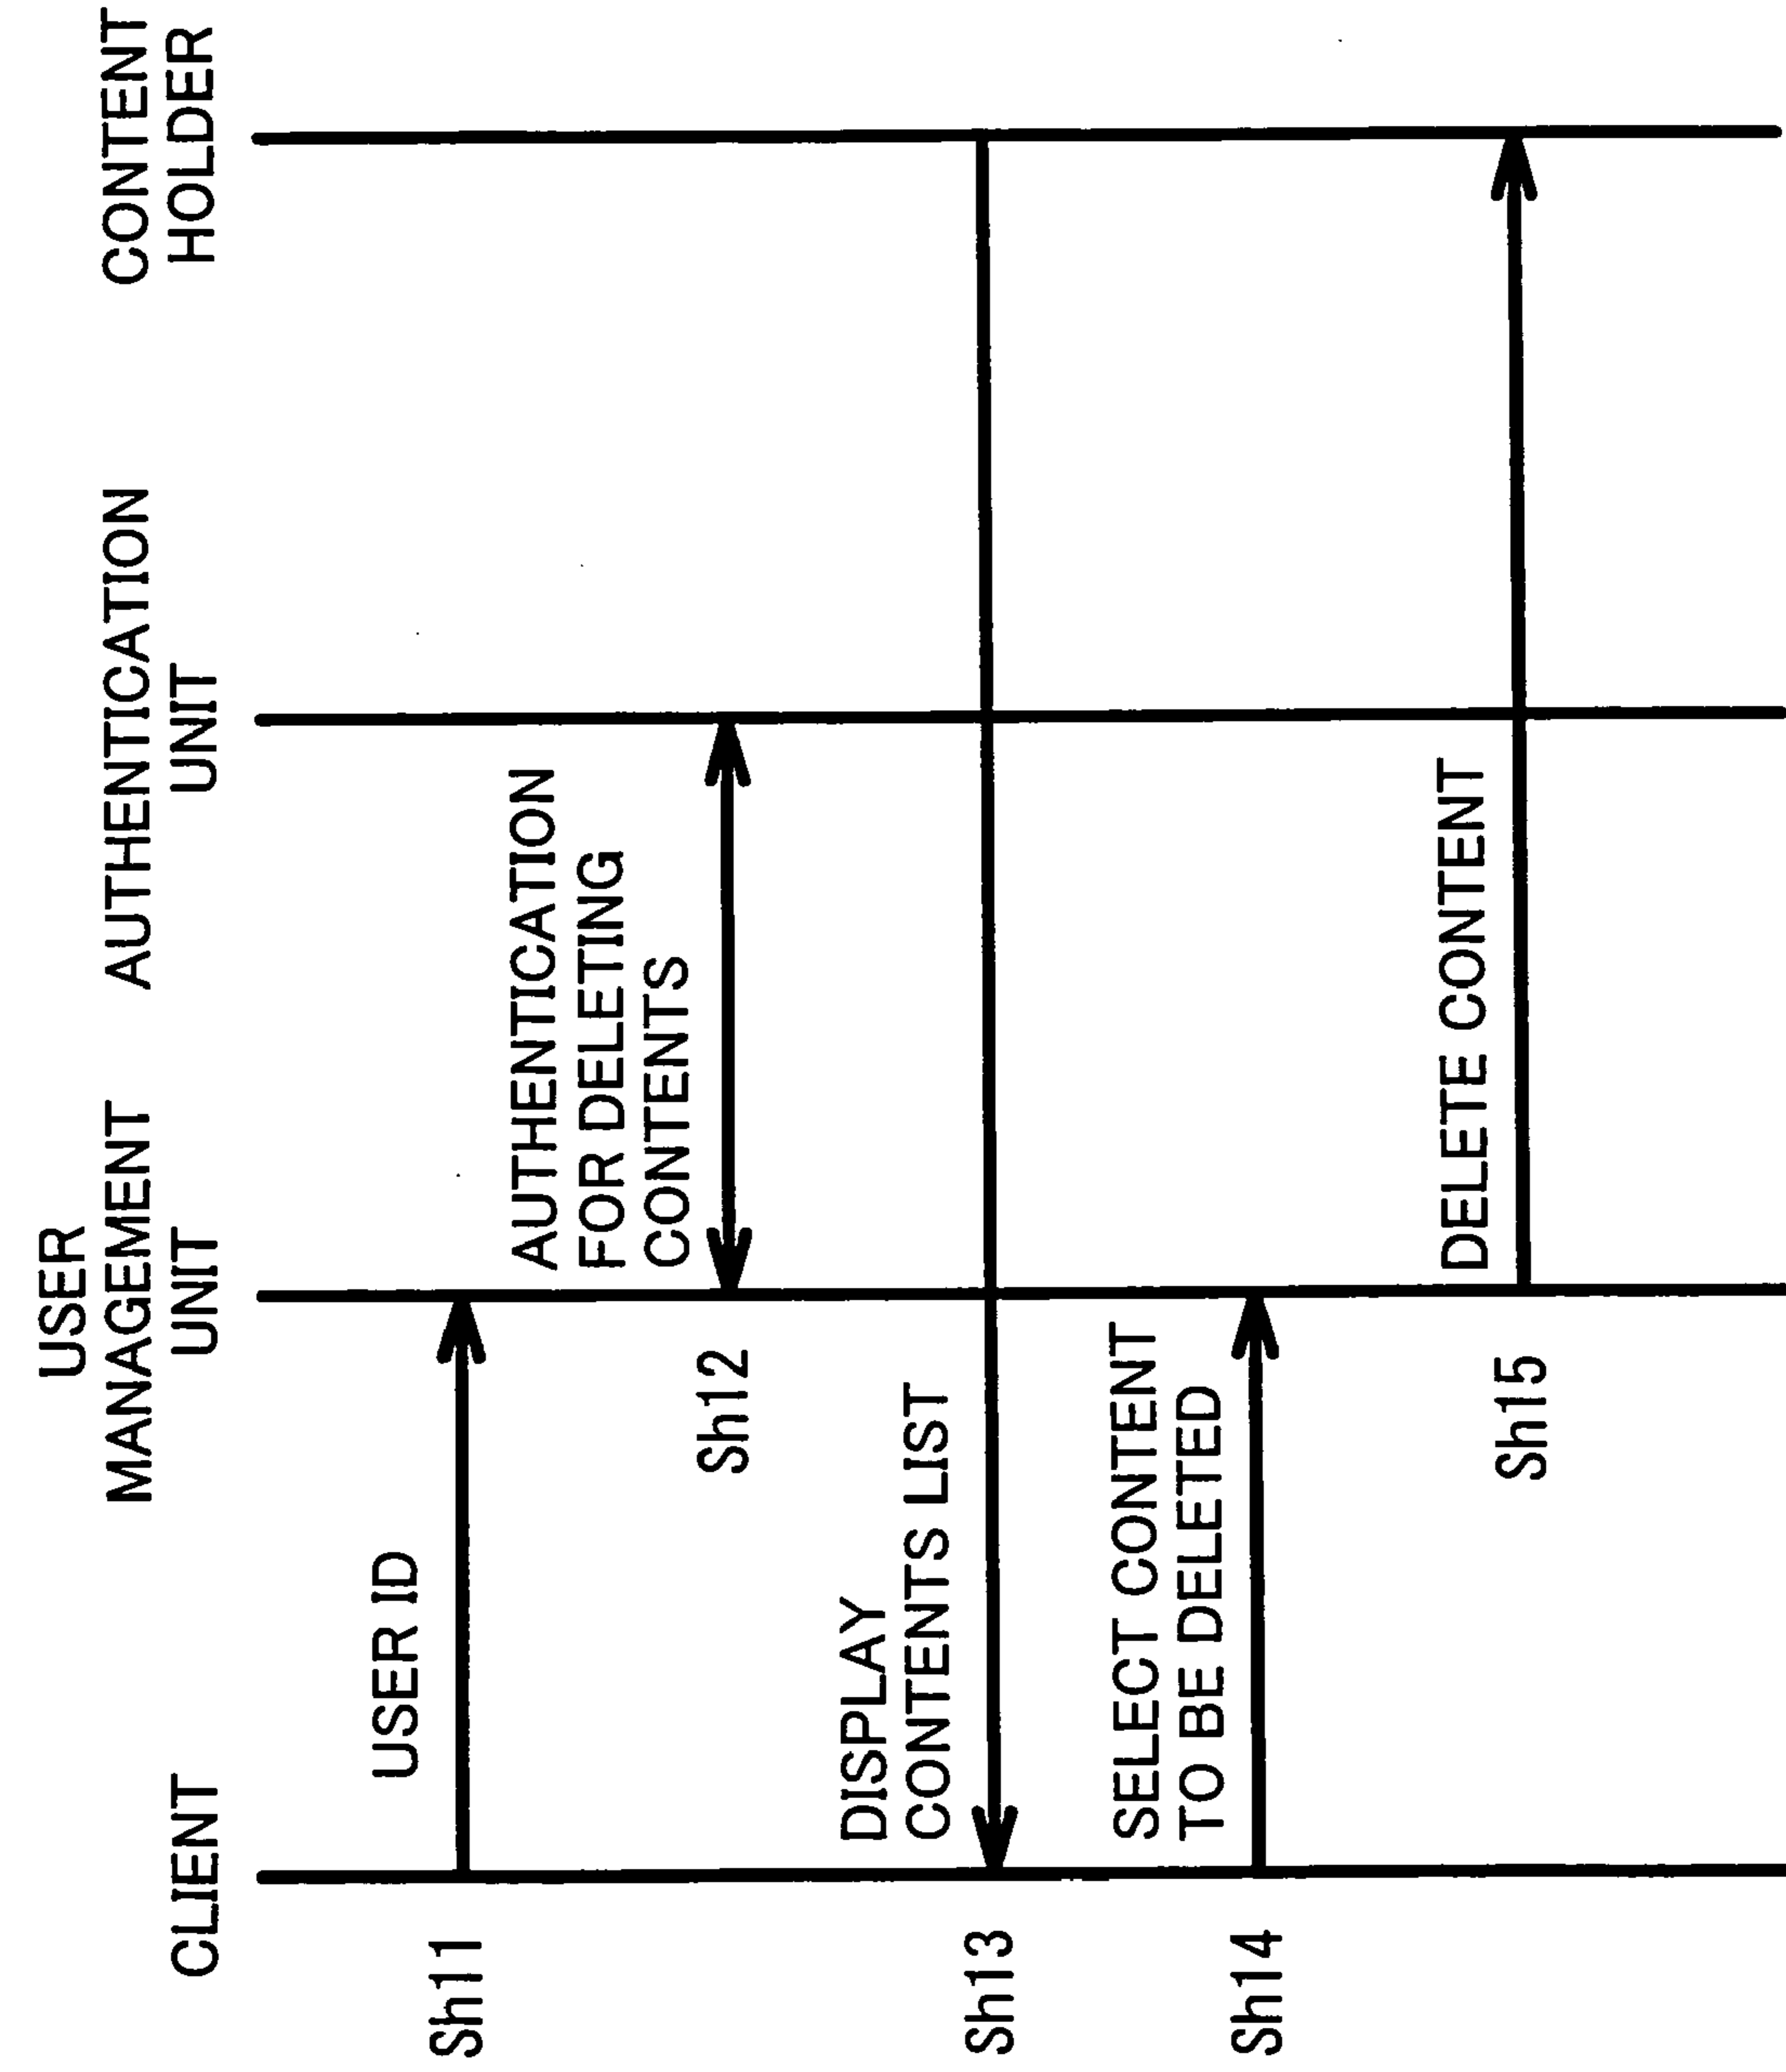 CLIENT
USER
MANAGEMENT
UNIT
AUTHENTICATION
UNIT
CONTENT
HOLDER
Sh11
USER ID
Sh12
AUTHENTICATION
FOR DELETING
CONTENTS
Sh13
DISPLAY
CONTENTS LIST
Sh14
SELECT CONTENT
TO BE DELETED
Sh15
DELETE CONTENT